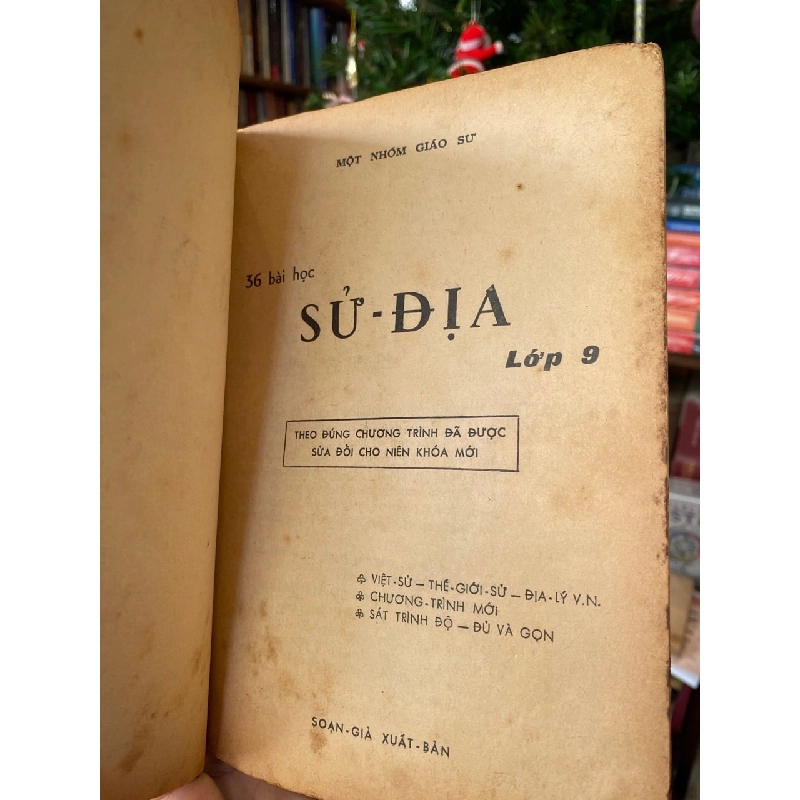 MỘT NHÓM GIÁO SƯ
36 bài học
SỬ-ĐỊA
Lớp 9
THEO ĐÚNG CHƯƠNG TRÌNH ĐÃ ĐƯỢC
SỬA ĐỔI CHO NIÊN KHÓA MỚI
VIỆT-SỬ — THẾ-GIỚI-SỬ — ĐỊA-LÝ V.N.
CHƯƠNG-TRÌNH MỚI
SÁT TRÌNH ĐỘ — ĐỦ VÀ GỌN
SOẠN-GIẢ XUẤT-BẢN